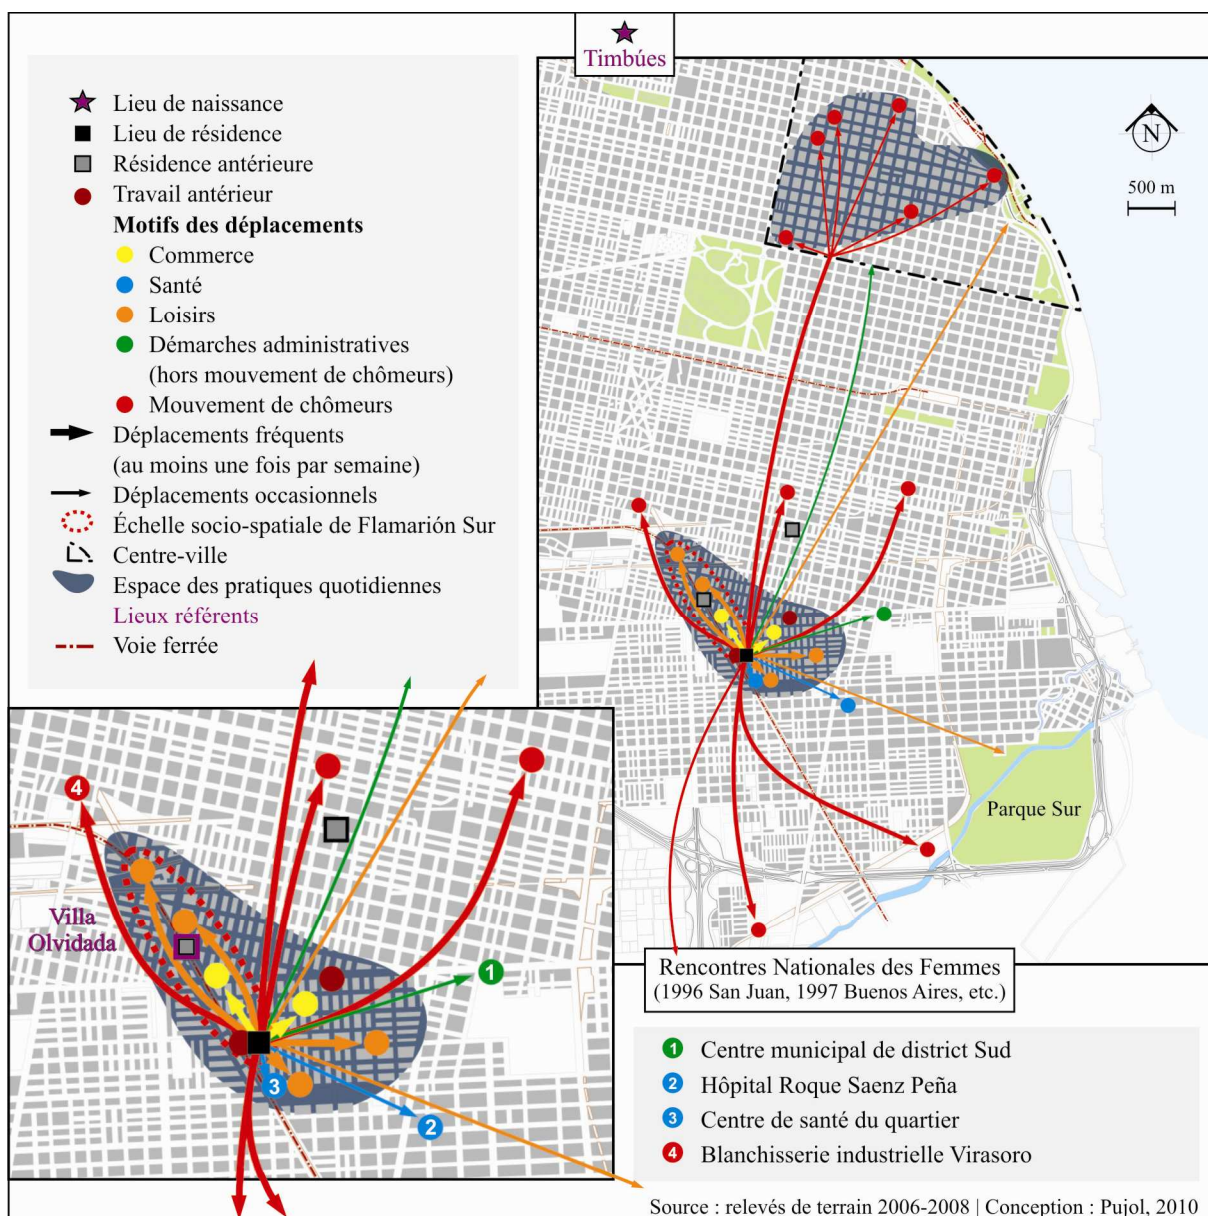 Timbúes
Lieu de naissance
Lieu de résidence
Résidence antérieure
Travail antérieur
Motifs des déplacements
Commerce
Santé
Loisirs
Démarches administratives
(hors mouvement de chômeurs)
Mouvement de chômeurs
Déplacements fréquents
(au moins une fois par semaine)
Déplacements occasionnels
Échelle socio-spatiale de Flamarión Sur
Centre-ville
Espace des pratiques quotidiennes
Lieux référents
Voie ferrée
N
500 m
Parque Sur
4
Villa
Olvidada
1
3
2
Rencontres Nationales des Femmes
(1996 San Juan, 1997 Buenos Aires, etc.)
1 Centre municipal de district Sud
2 Hôpital Roque Saenz Peña
3 Centre de santé du quartier
4 Blanchisserie industrielle Virasoro
Source : relevés de terrain 2006-2008 | Conception : Pujol, 2010